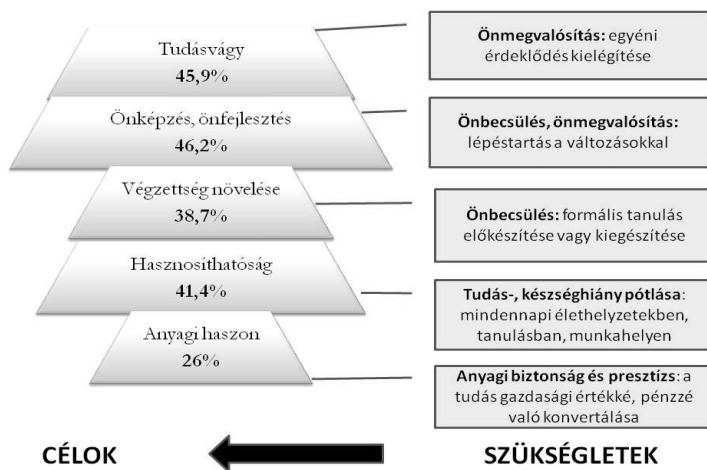 Tudásvágy
45,9%
Önképzés, önfejlesztés
46,2%
Végzettség növelése
38,7%
Hasznosíthatóság
41,4%
Anyagi haszon
26%
CÉLOK
Önmegvalósítás: egyéni
érdeklődés kielégítése
Önbecsülés, önmegvalósítás:
lépéstartás a változásokkal
Önbecsülés: formális tanulás
előkészítése vagy kiegészítése
Tudás-, készséghiány pótlása:
mindennapi élethelyzetekben,
tanulásban, munkahelyen
Anyagi biztonság és presztízs: a
tudás gazdasági értékké, pénzzé
való konvertálása
SZÜKSÉGLETEK